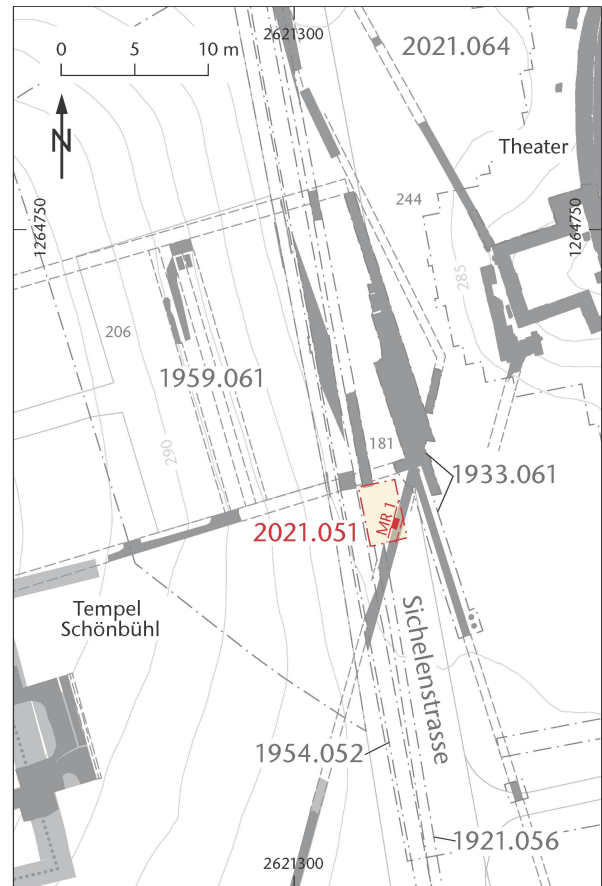 2621300
0 5 10 m
2021.064
N
Theater
244
1264750
1264750
285
206
1959.061
181
290
1933.061
2021.051
MR 1
Tempel
Schönbühl
Sichelenstrasse
1954.052
1921.056
2621300